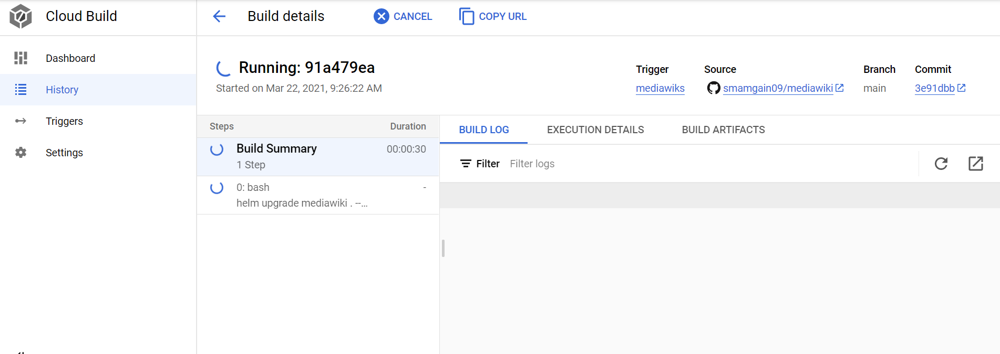 Cloud Build
Build details
CANCEL
COPY URL
Dashboard
History
Triggers
Settings
Running: 91a479ea
Started on Mar 22, 2021, 9:26:22 AM
Trigger Source Branch Commit
mediawiks smamgain09/mediawiki main 3e91dbb
Steps Duration
Build Summary 00:00:30
1 Step
0: bash -
helm upgrade mediawiki . --...
BUILD LOG EXECUTION DETAILS BUILD ARTIFACTS
Filter Filter logs